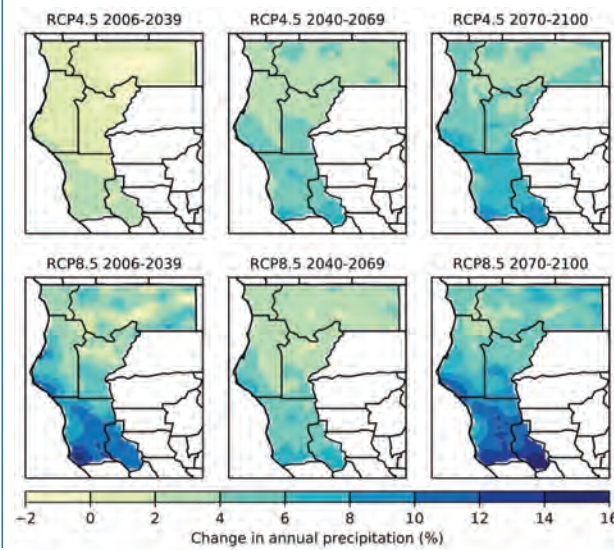 RCP4.5 2006-2039 RCP4.5 2040-2069 RCP4.5 2070-2100
RCP8.5 2006-2039 RCP8.5 2040-2069 RCP8.5 2070-2100
−2 0 2 4 6 8 10 12 14 16
Change in annual precipitation (%)